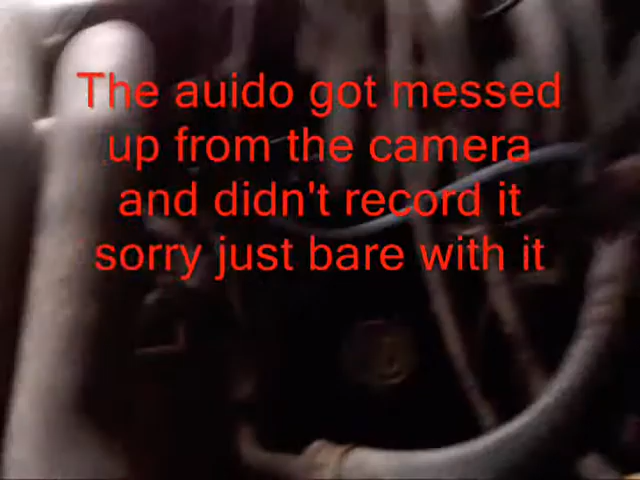 The auido got messed
up from the camera
and didn't record it
sorry just bare with it